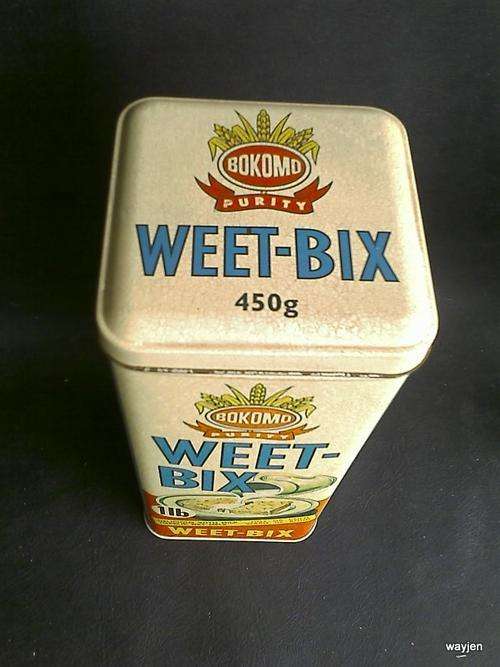 BOKOMO
PURITY
WEET-BIX
450g
BOKOMO
PURITY
WEET-
BIX
1lb
WEET-BIX
wayjen